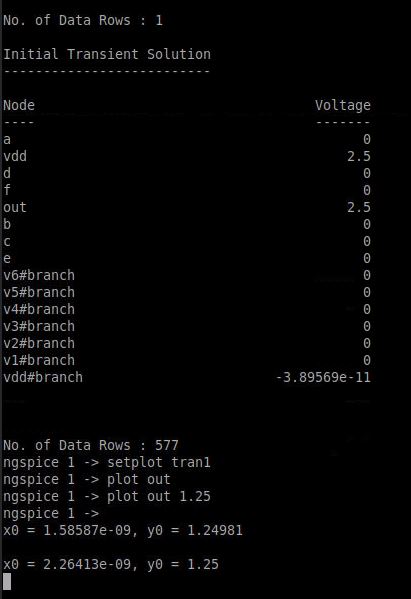 No. of Data Rows : 1
Initial Transient Solution
--------------------------
Node Voltage
---- -------
a 0
vdd 2.5
d 0
f 0
out 2.5
b 0
c 0
e 0
v6#branch 0
v5#branch 0
v4#branch 0
v3#branch 0
v2#branch 0
v1#branch 0
vdd#branch -3.89569e-11
No. of Data Rows : 577
ngspice 1 -> setplot tran1
ngspice 1 -> plot out
ngspice 1 -> plot out 1.25
ngspice 1 ->
x0 = 1.58587e-09, y0 = 1.24981
x0 = 2.26413e-09, y0 = 1.25